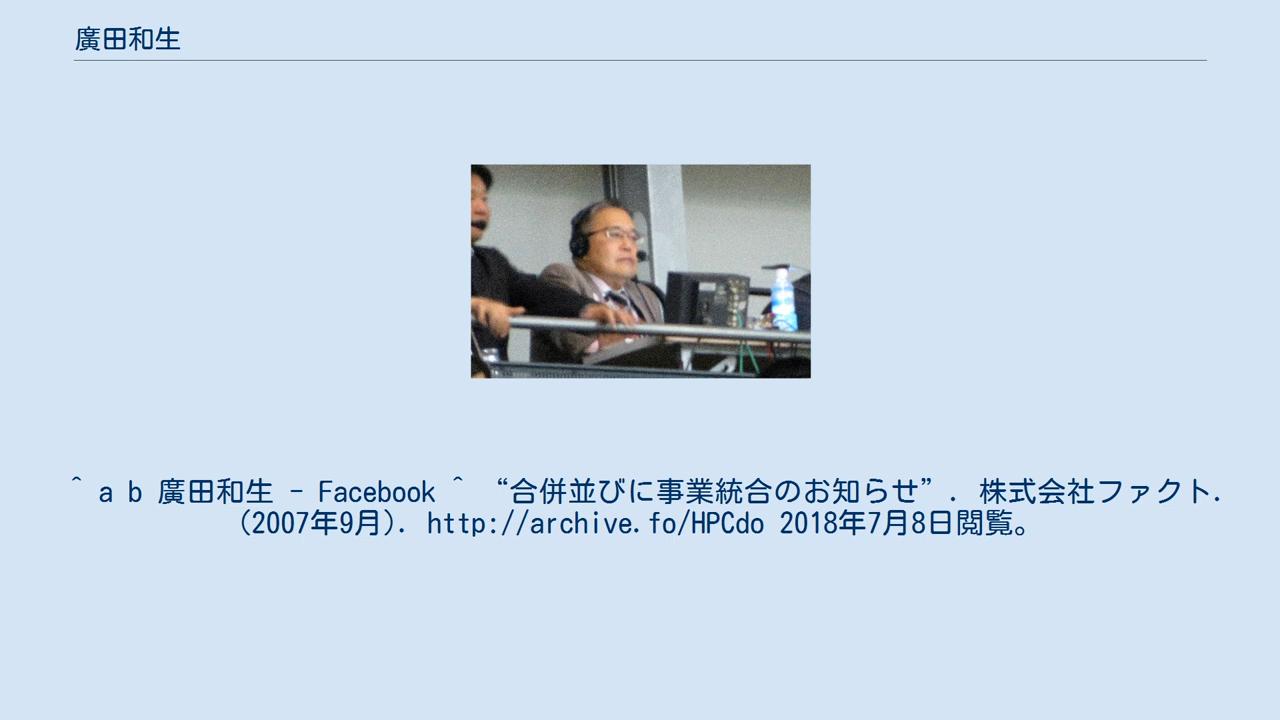 廣田和生
^ a b 廣田和生 - Facebook ^ “合併並びに事業統合のお知らせ”. 株式会社ファクト.
(2007年9月). http://archive.fo/HPCdo 2018年7月8日閲覧。